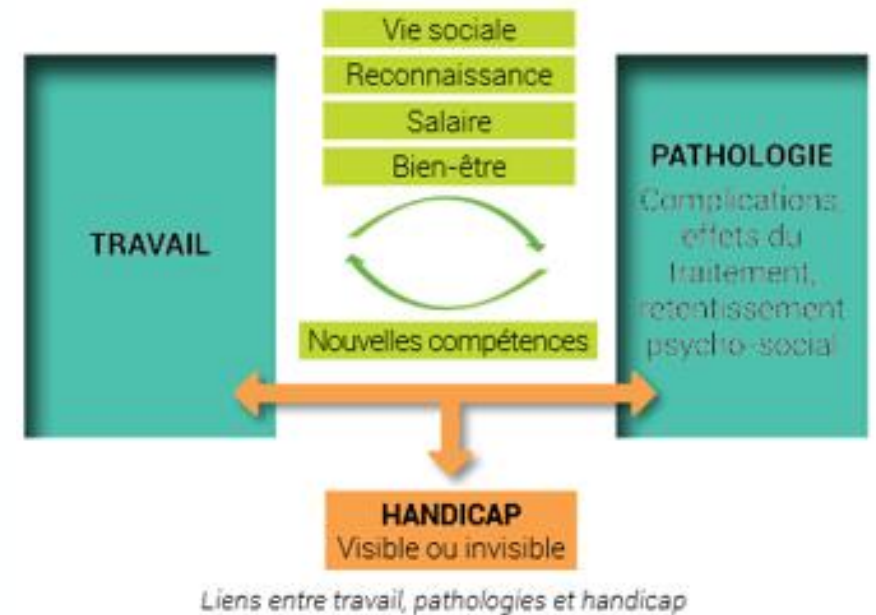 Vie sociale
Reconnaissance
Salaire
Bien-être
TRAVAIL
PATHOLOGIE
Complications,
effets du
traitement,
retentissement
psycho-social
Nouvelles compétences
HANDICAP
Visible ou invisible
Liens entre travail, pathologies et handicap